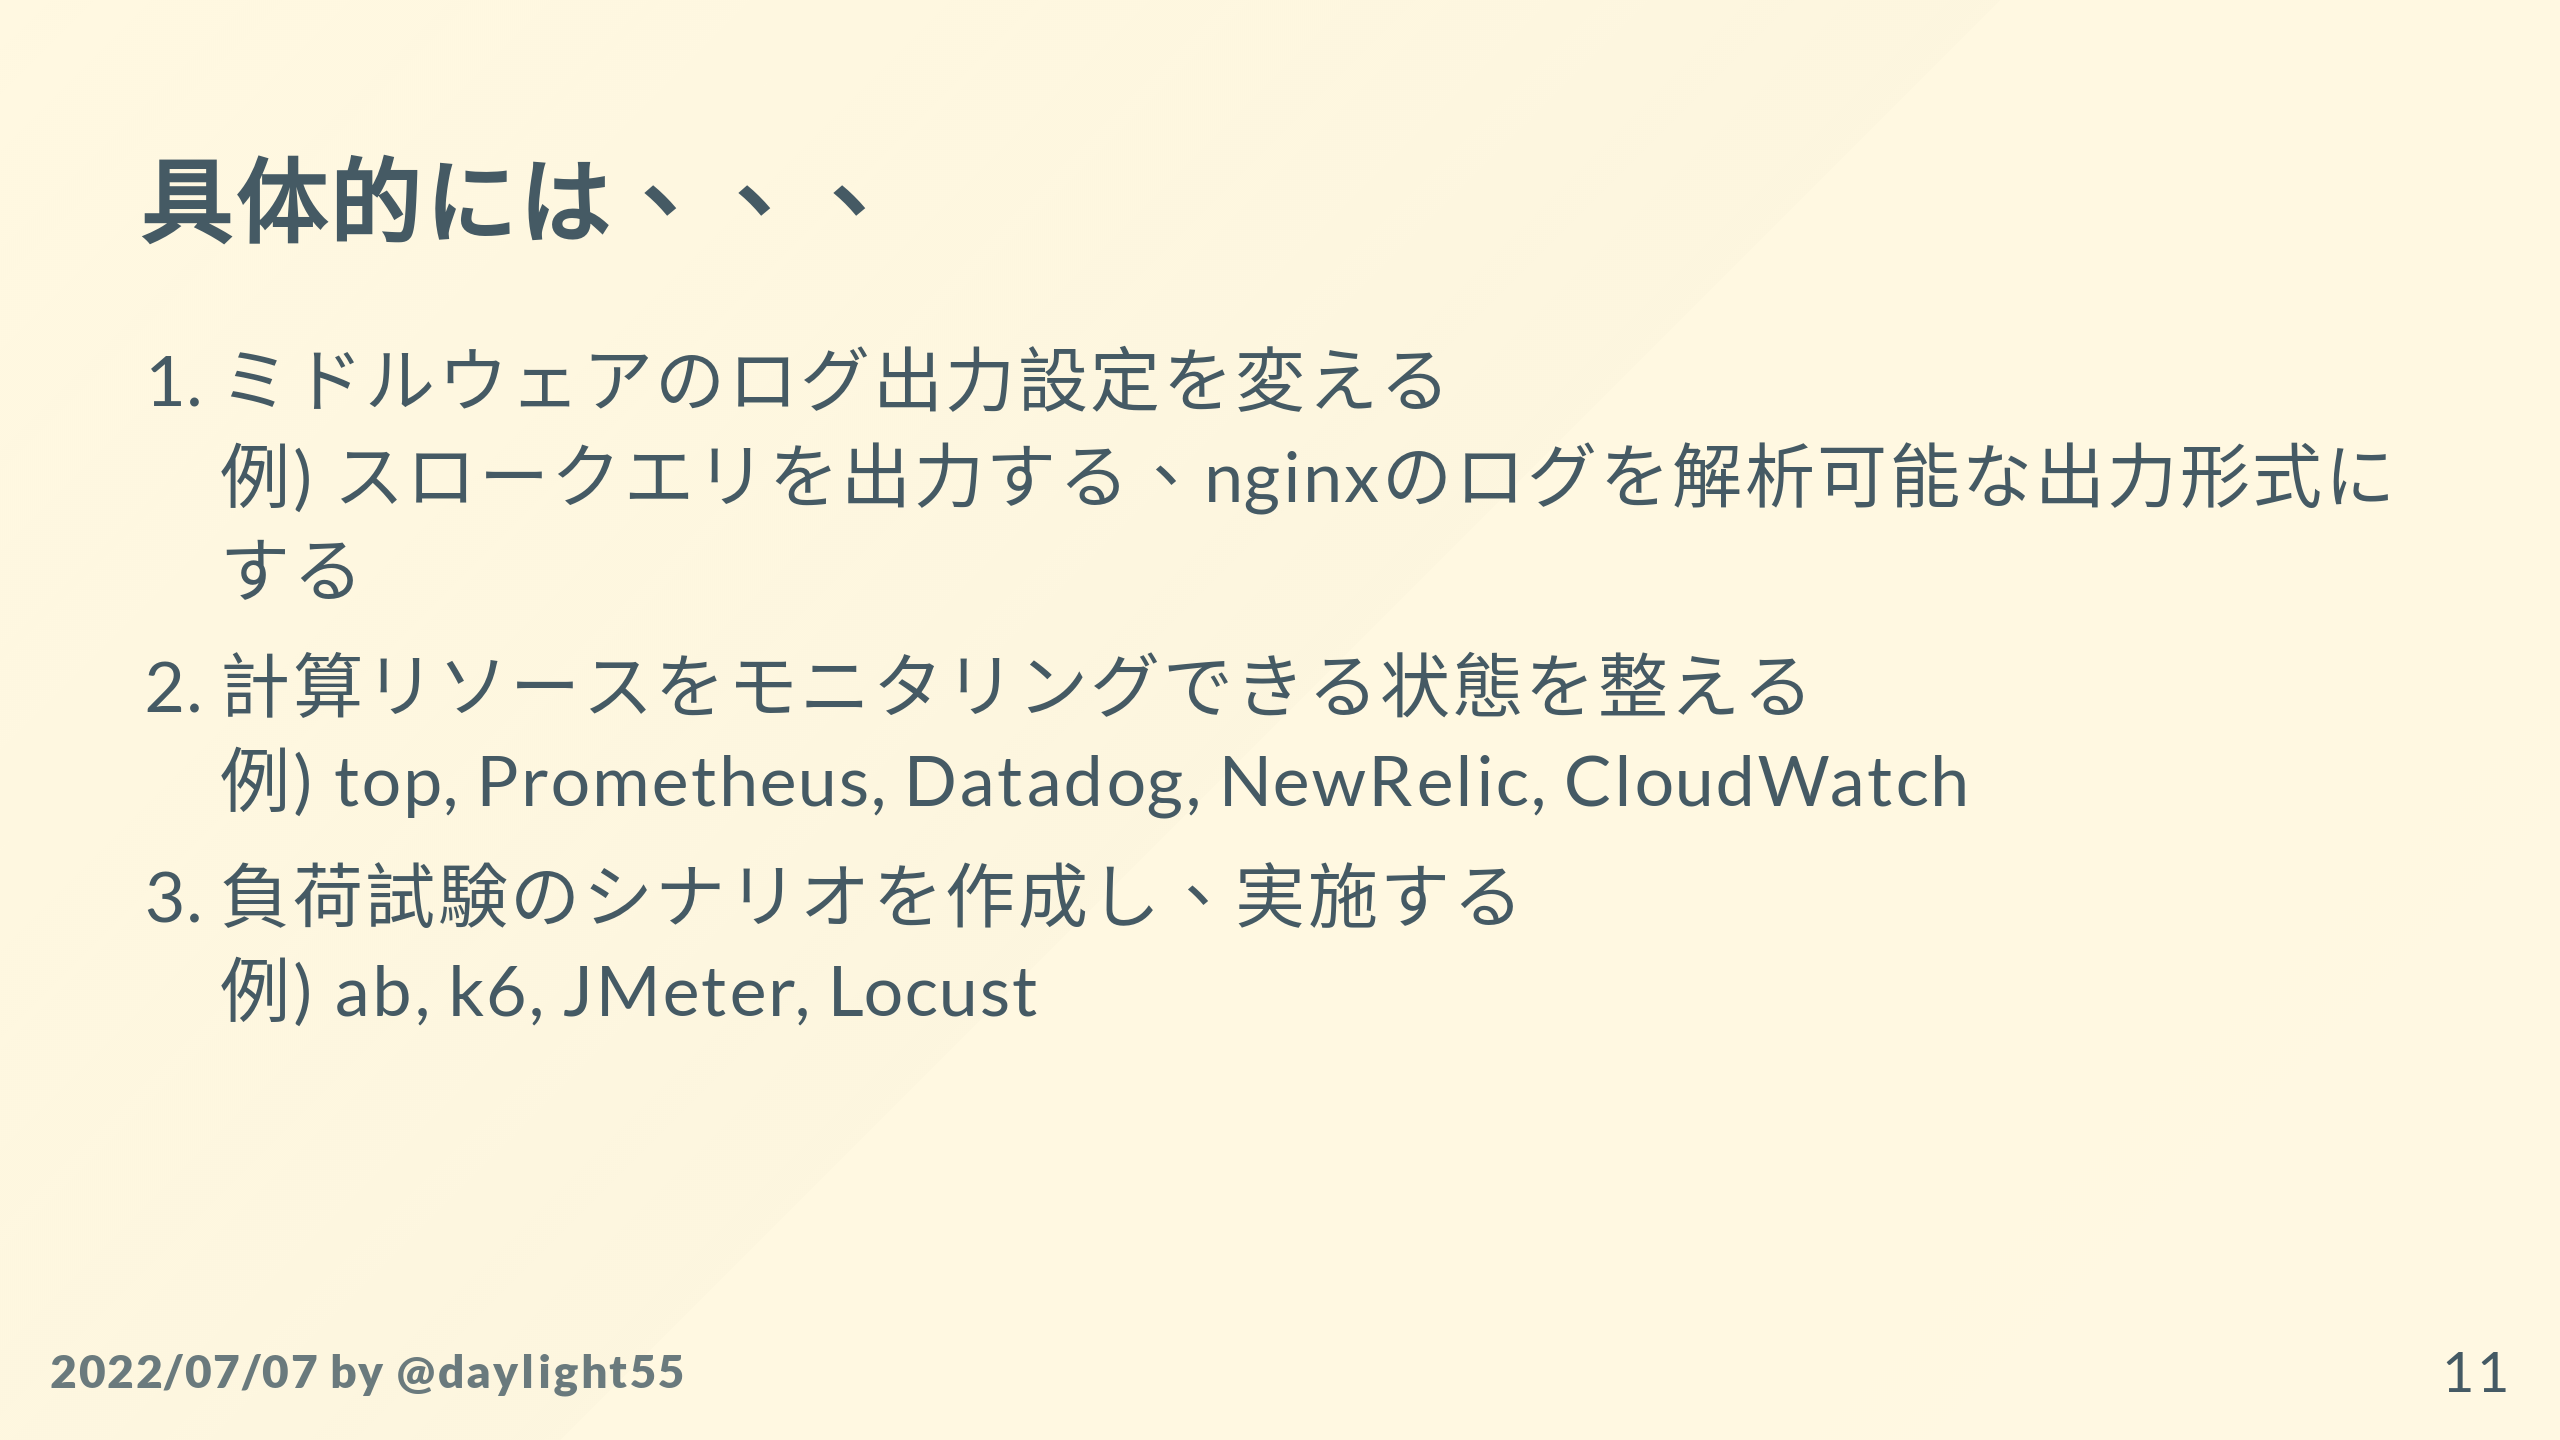 具体的には、、、
1. ミドルウェアのログ出力設定を変える
例) スロークエリを出力する、nginxのログを解析可能な出力形式に
する
2. 計算リソースをモニタリングできる状態を整える
例) top, Prometheus, Datadog, NewRelic, CloudWatch
3. 負荷試験のシナリオを作成し、実施する
例) ab, k6, JMeter, Locust
2022/07/07 by @daylight55
11